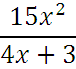 15x²
4x + 3